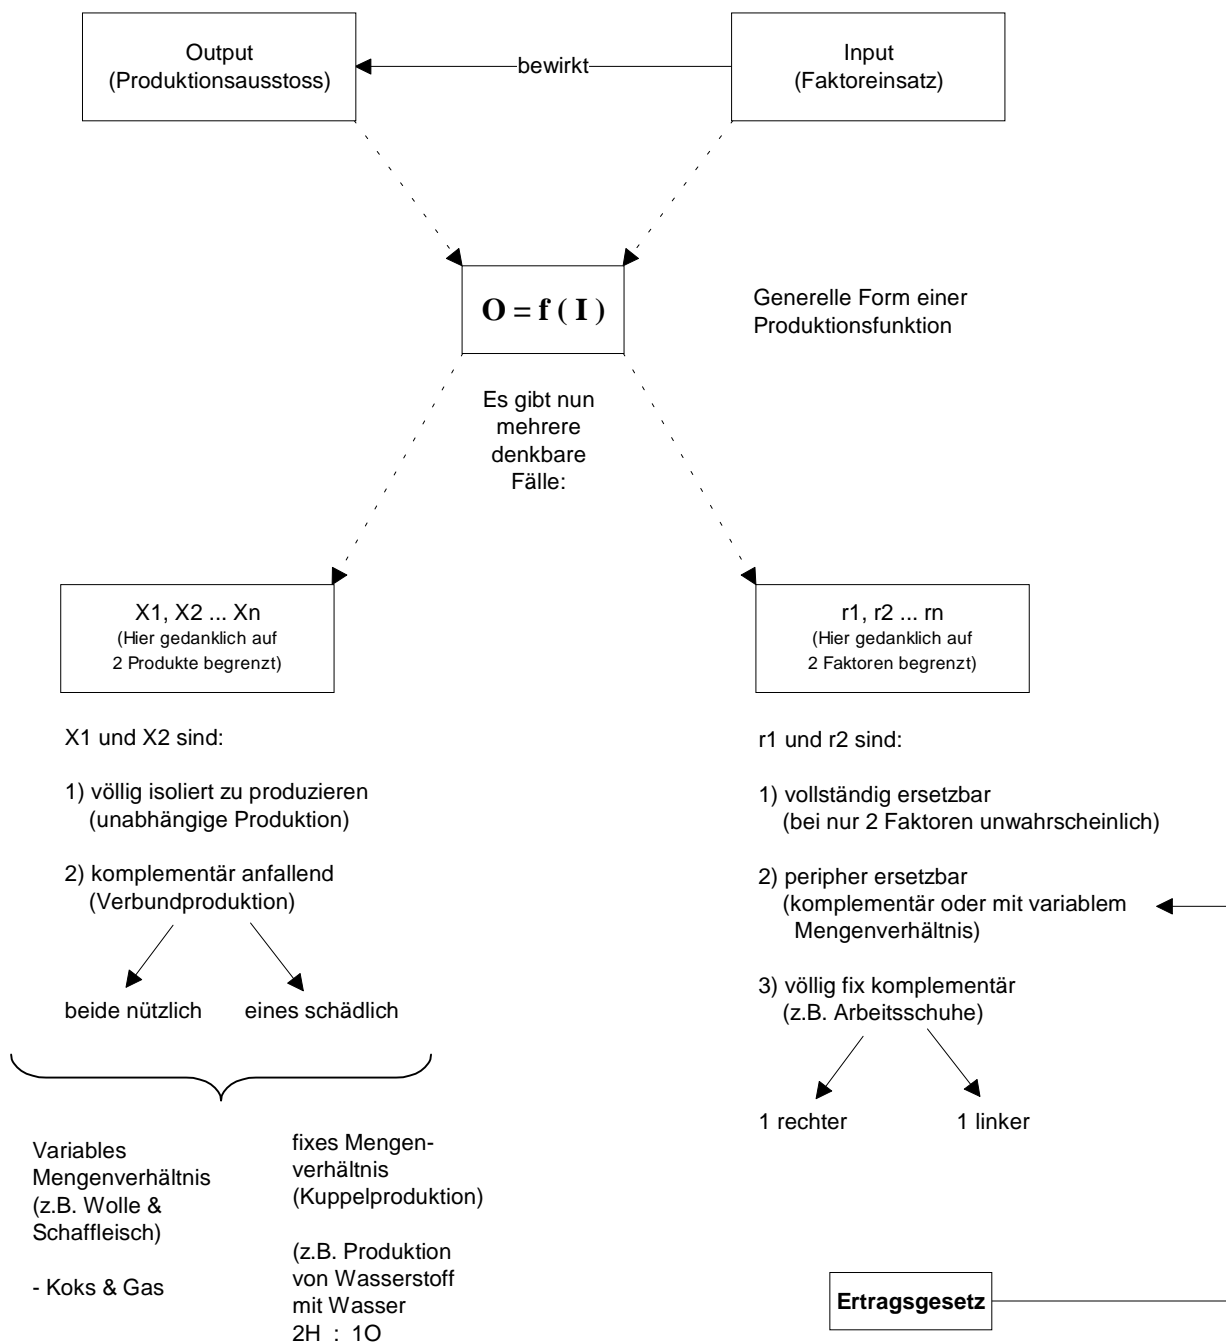 Output
(Produktionsausstoss)
bewirkt
Input
(Faktoreinsatz)
O = f ( I )
Generelle Form einer
Produktionsfunktion
Es gibt nun
mehrere
denkbare
Fälle:
X1, X2 ... Xn
(Hier gedanklich auf
2 Produkte begrenzt)
r1, r2 ... rn
(Hier gedanklich auf
2 Faktoren begrenzt)
X1 und X2 sind:
1) völlig isoliert zu produzieren
(unabhängige Produktion)
2) komplementär anfallend
(Verbundproduktion)
beide nützlich
eines schädlich
Variables
Mengenverhältnis
(z.B. Wolle &
Schaffleisch)
- Koks & Gas
fixes Mengen-
verhältnis
(Kuppelproduktion)
(z.B. Produktion
von Wasserstoff
mit Wasser
2H : 1O
r1 und r2 sind:
1) vollständig ersetzbar
(bei nur 2 Faktoren unwahrscheinlich)
2) peripher ersetzbar
(komplementär oder mit variablem
Mengenverhältnis)
3) völlig fix komplementär
(z.B. Arbeitsschuhe)
1 rechter
1 linker
Ertragsgesetz